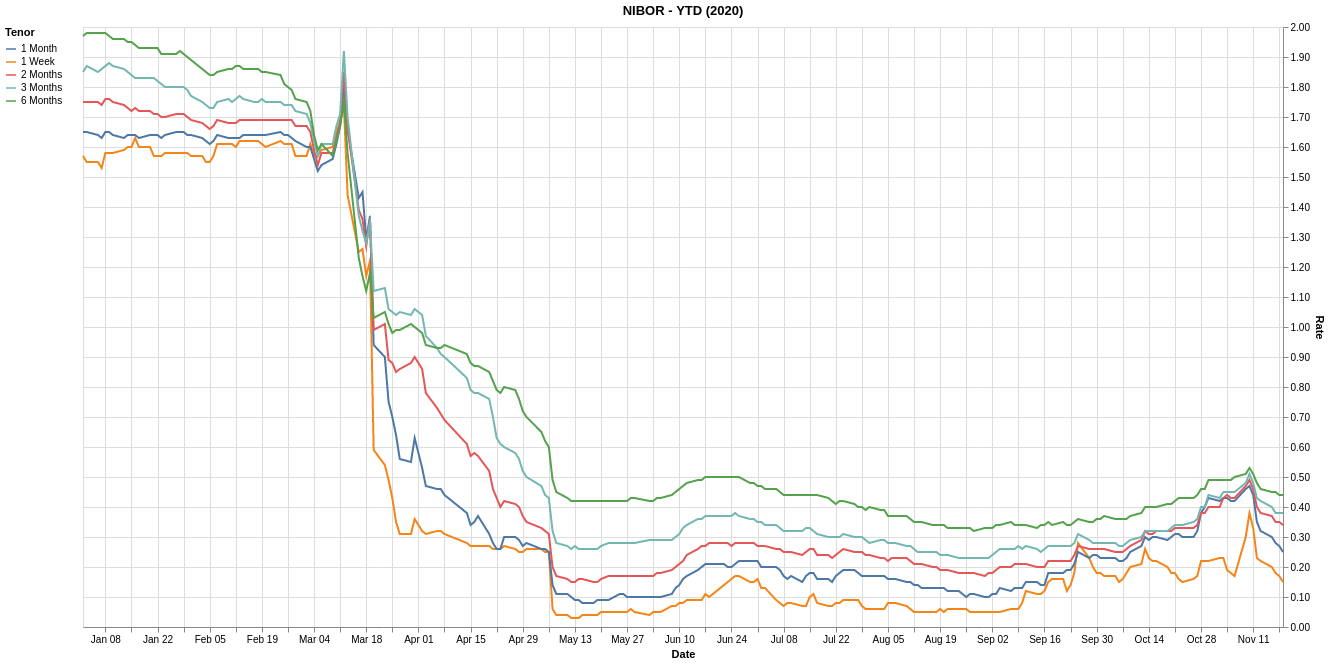 NIBOR - YTD (2020)
Tenor
1 Month
1 Week
2 Months
3 Months
6 Months
2.00
1.90
1.80
1.70
1.60
1.50
1.40
1.30
1.20
1.10
1.00
0.90
0.80
0.70
0.60
0.50
0.40
0.30
0.20
0.10
0.00
Rate
Jan 08 Jan 22 Feb 05 Feb 19 Mar 04 Mar 18 Apr 01 Apr 15 Apr 29 May 13 May 27 Jun 10 Jun 24 Jul 08 Jul 22 Aug 05 Aug 19 Sep 02 Sep 16 Sep 30 Oct 14 Oct 28 Nov 11
Date